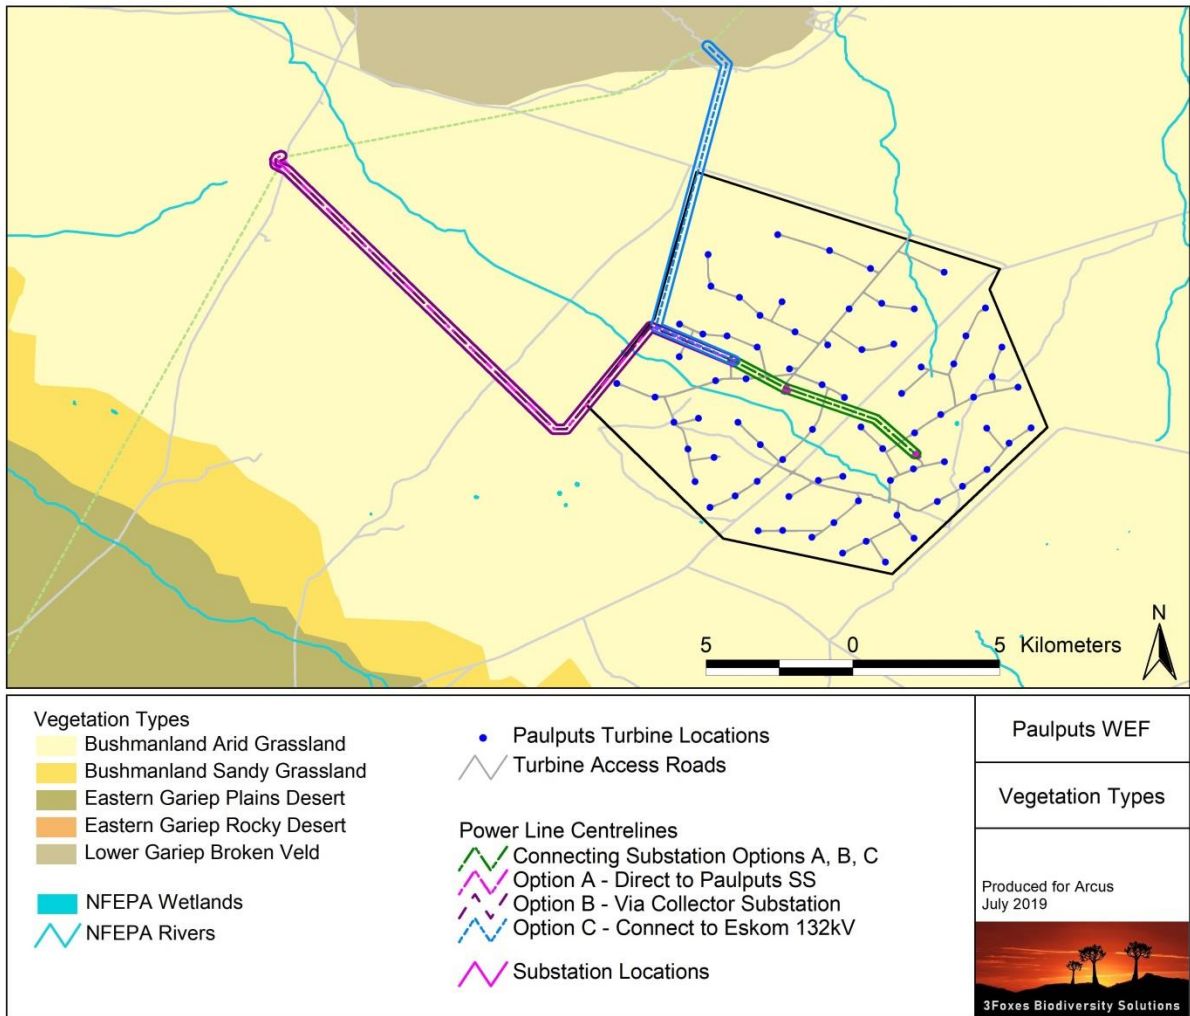 N
5 0 5 Kilometers
Vegetation Types
Bushmanland Arid Grassland
Bushmanland Sandy Grassland
Eastern Gariep Plains Desert
Eastern Gariep Rocky Desert
Lower Gariep Broken Veld
NFEPA Wetlands
NFEPA Rivers
Paulputs Turbine Locations
Turbine Access Roads
Power Line Centrelines
Connecting Substation Options A, B, C
Option A - Direct to Paulputs SS
Option B - Via Collector Substation
Option C - Connect to Eskom 132kV
Substation Locations
Paulputs WEF
Vegetation Types
Produced for Arcus
July 2019
3Foxes Biodiversity Solutions